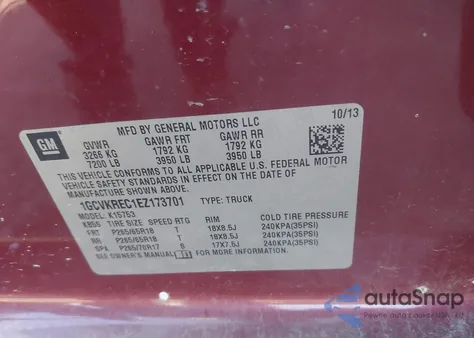 GM
MFD BY GENERAL MOTORS LLC
10/13
GVWR GAWR FRT GAWR RR
3266 KG 1792 KG 1792 KG
7200 LB 3950 LB 3950 LB
THIS VEHICLE CONFORMS TO ALL APPLICABLE U.S. FEDERAL MOTOR
VEHICLE SAFETY STANDARDS IN EFFECT ON THE DATE OF
MANUFACTURE SHOWN ABOVE.
1GCVKREC1EZ173701 TYPE: TRUCK
MODEL: K15753
TIRE SIZE SPEED RTG RIM COLD TIRE PRESSURE
FRT P265/65R18 18X8.5J 240KPA(35PSI)
RR P265/65R18 18X8.5J 240KPA(35PSI)
SPA P265/70R17 17X7.5J 240KPA(35PSI)
SEE OWNER'S MANUAL
autoSnap